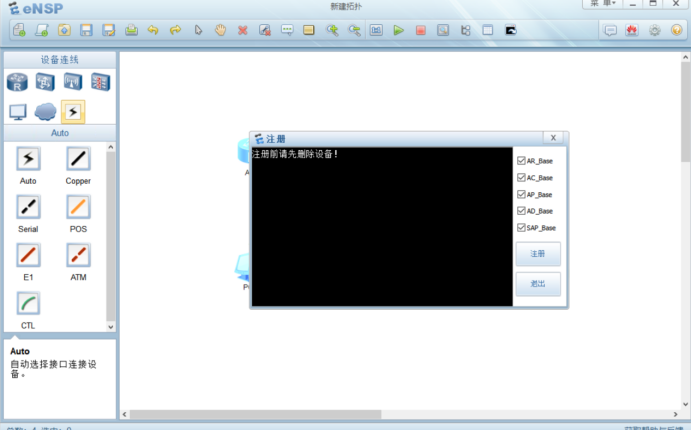 eNSP
新建拓扑
菜 单
设备连线
R
Auto
Auto
Copper
Serial
POS
E1
ATM
CTL
Auto
自动选择接口连接设
备。
注册
X
注册前请先删除设备!
AR_Base
AC_Base
AP_Base
AD_Base
SAP_Base
注册
退出
A
P